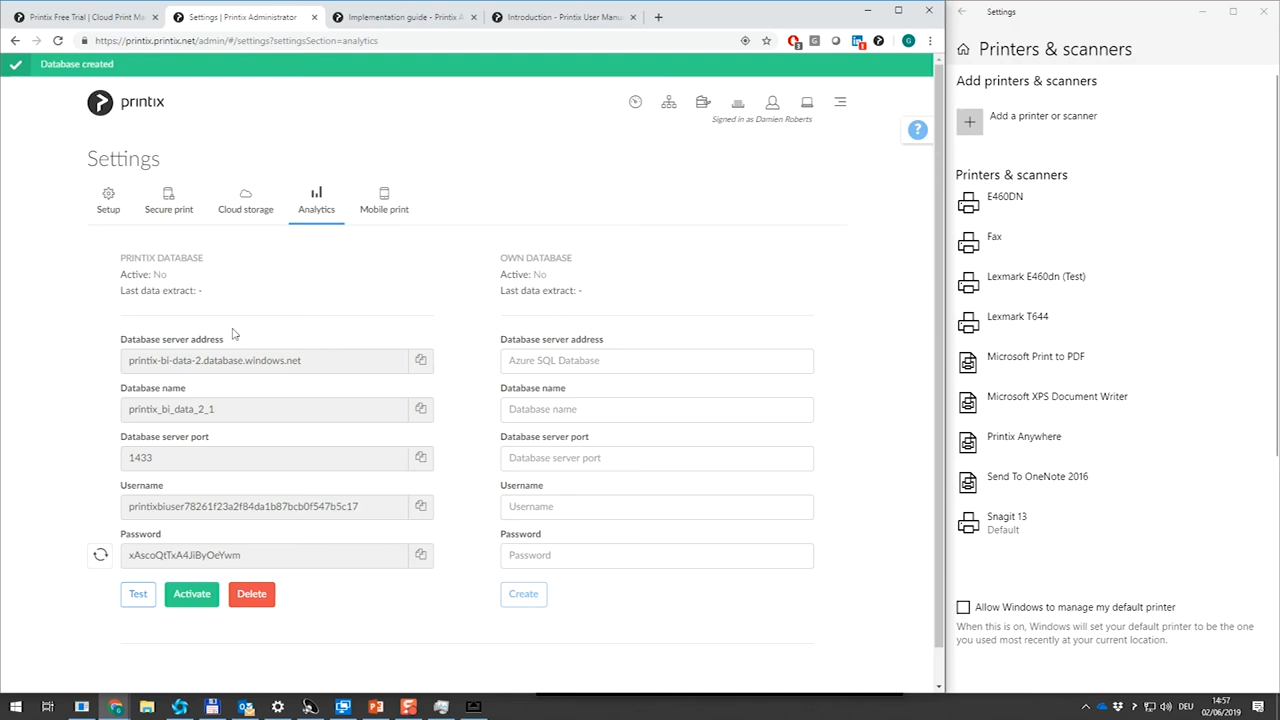 Printix Free Trial | Cloud Print Ma
Settings | Printix Administrator
Implementation guide - Printix A
Introduction - Printix User Manu
https://printix.printix.net/admin/#/settings?settingsSection=analytics
Database created
printix
Signed in as Damien Roberts
?
Settings
Setup
Secure print
Cloud storage
Analytics
Mobile print
PRINTIX DATABASE
Active: No
Last data extract: -
Database server address
printix-bi-data-2.database.windows.net
Database name
printix_bi_data_2_1
Database server port
1433
Username
printixbiuser78261f23a2f84da1b87bcb0f547b5c17
Password
xAscoQtTxA4JiByOeYwm
Test
Activate
Delete
OWN DATABASE
Active: No
Last data extract: -
Database server address
Azure SQL Database
Database name
Database name
Database server port
Database server port
Username
Username
Password
Password
Create
Settings
Printers & scanners
Add printers & scanners
Add a printer or scanner
Printers & scanners
E460DN
Fax
Lexmark E460dn (Test)
Lexmark T644
Microsoft Print to PDF
Microsoft XPS Document Writer
Printix Anywhere
Send To OneNote 2016
Snagit 13
Default
Allow Windows to manage my default printer
When this is on, Windows will set your default printer to be the one
you used most recently at your current location.
DEU
14:57
02/06/2019